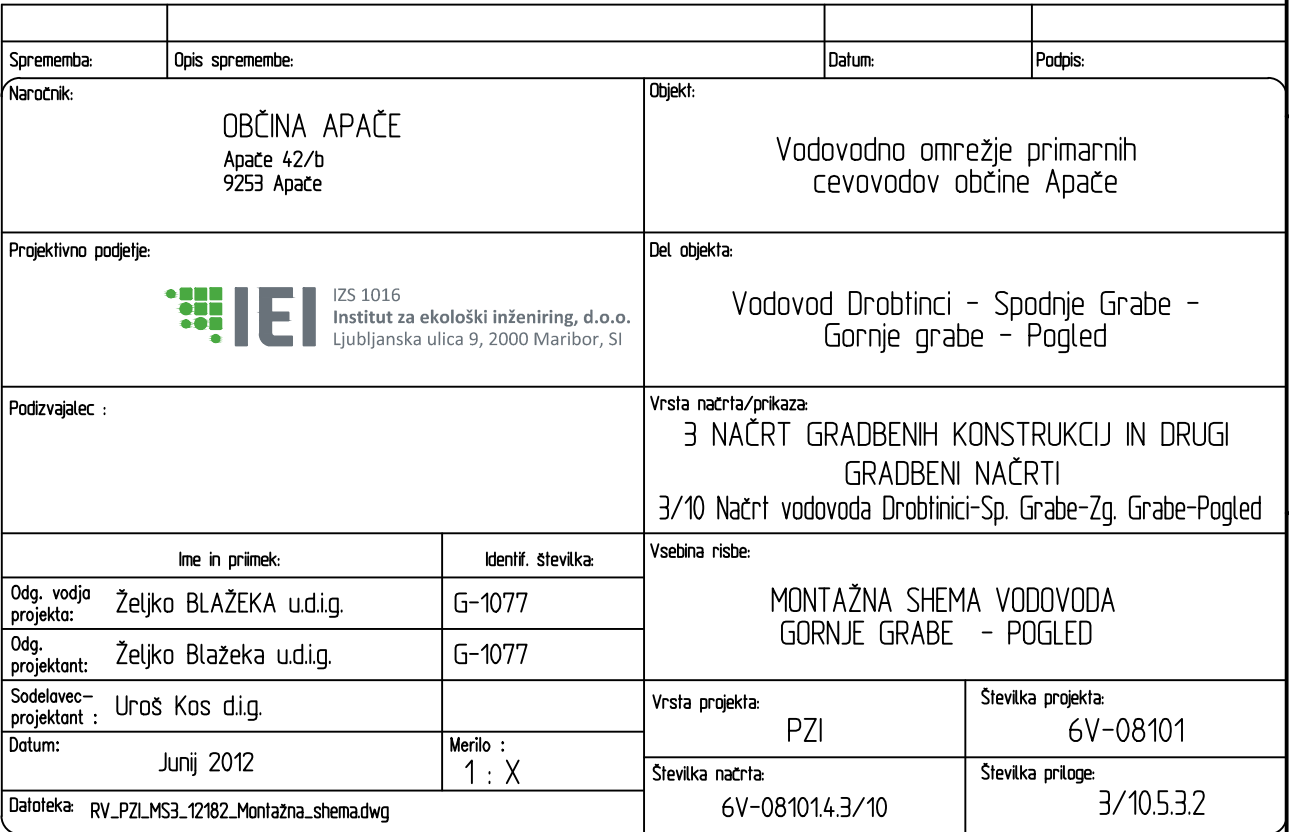 Sprememba:
Opis spremembe:
Datum:
Podpis:
Naročnik:
OBČINA APAČE
Apače 42/b
9253 Apače
Objekt:
Vodovodno omrežje primarnih
cevovodov občine Apače
Projektivno podjetje:
IEI
IZS 1016
Institut za ekološki inženiring, d.o.o.
Ljubljanska ulica 9, 2000 Maribor, SI
Del objekta:
Vodovod Drobtinci - Spodnje Grabe -
Gornje grabe - Pogled
Podizvajalec :
Vrsta načrta/prikaza:
3 NAČRT GRADBENIH KONSTRUKCIJ IN DRUGI
GRADBENI NAČRTI
3/10 Načrt vodovoda Drobtinici-Sp. Grabe-Zg. Grabe-Pogled
Ime in priimek:
Identif. številka:
Odg. vodja
projekta:
Željko BLAŽEKA u.d.i.g.
G-1077
Odg.
projektant:
Željko Blažeka u.d.i.g.
G-1077
Sodelavec-
projektant :
Uroš Kos d.i.g.
Datum:
Junij 2012
Merilo :
1 : X
Datoteka: RV_PZI_MS3_12182_Montažna_shema.dwg
Vsebina risbe:
MONTAŽNA SHEMA VODOVODA
GORNJE GRABE - POGLED
Vrsta projekta:
PZI
Številka projekta:
6V-08101
Številka načrta:
6V-08101.4.3/10
Številka priloge:
3/10.5.3.2